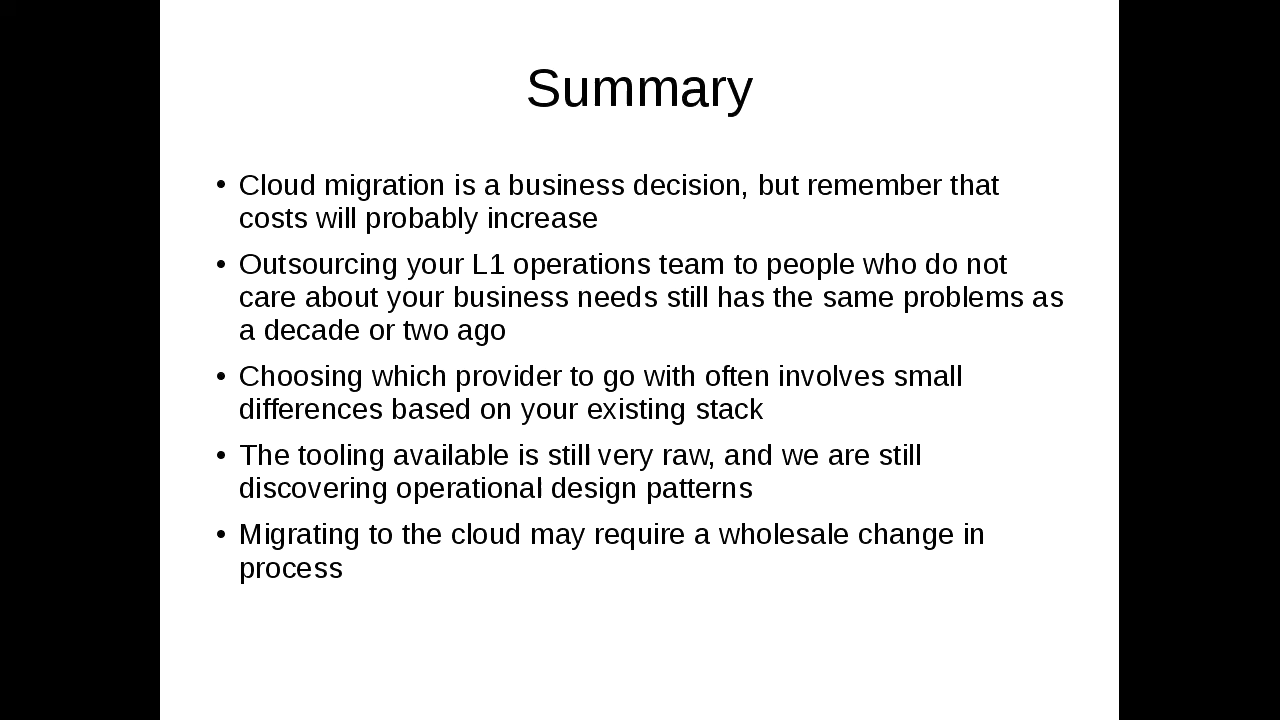 Summary
• Cloud migration is a business decision, but remember that
costs will probably increase
• Outsourcing your L1 operations team to people who do not
care about your business needs still has the same problems as
a decade or two ago
• Choosing which provider to go with often involves small
differences based on your existing stack
• The tooling available is still very raw, and we are still
discovering operational design patterns
• Migrating to the cloud may require a wholesale change in
process